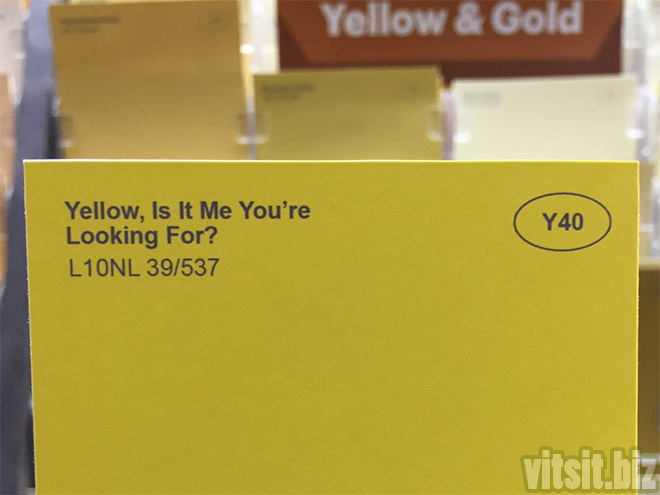 Yellow & Gold
Yellow, Is It Me You're
Looking For?
Y40
L10NL 39/537
vitsit.biz